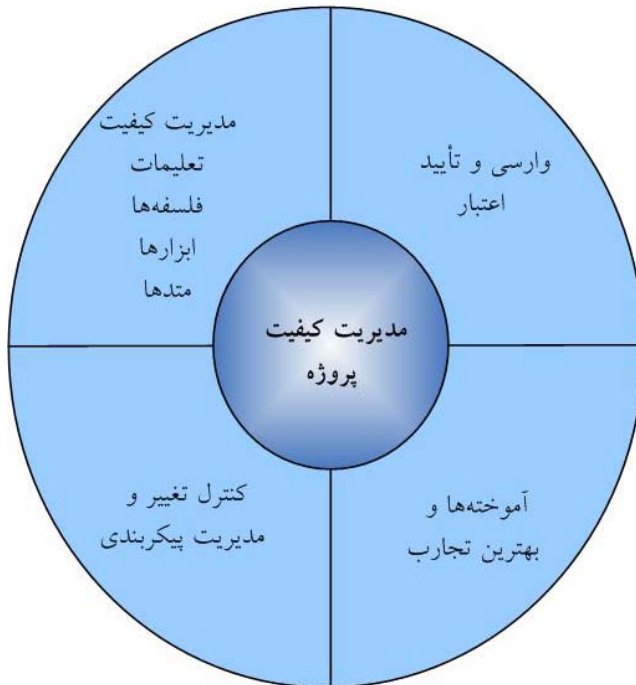 مدیریت کیفیت
تعلیمات
فلسفه‌ها
ابزارها
متدها
وارسی و تأیید
اعتبار
مدیریت کیفیت
پروژه
کنترل تغییر و
مدیریت پیکربندی
آموخته‌ها و
بهترین تجارب